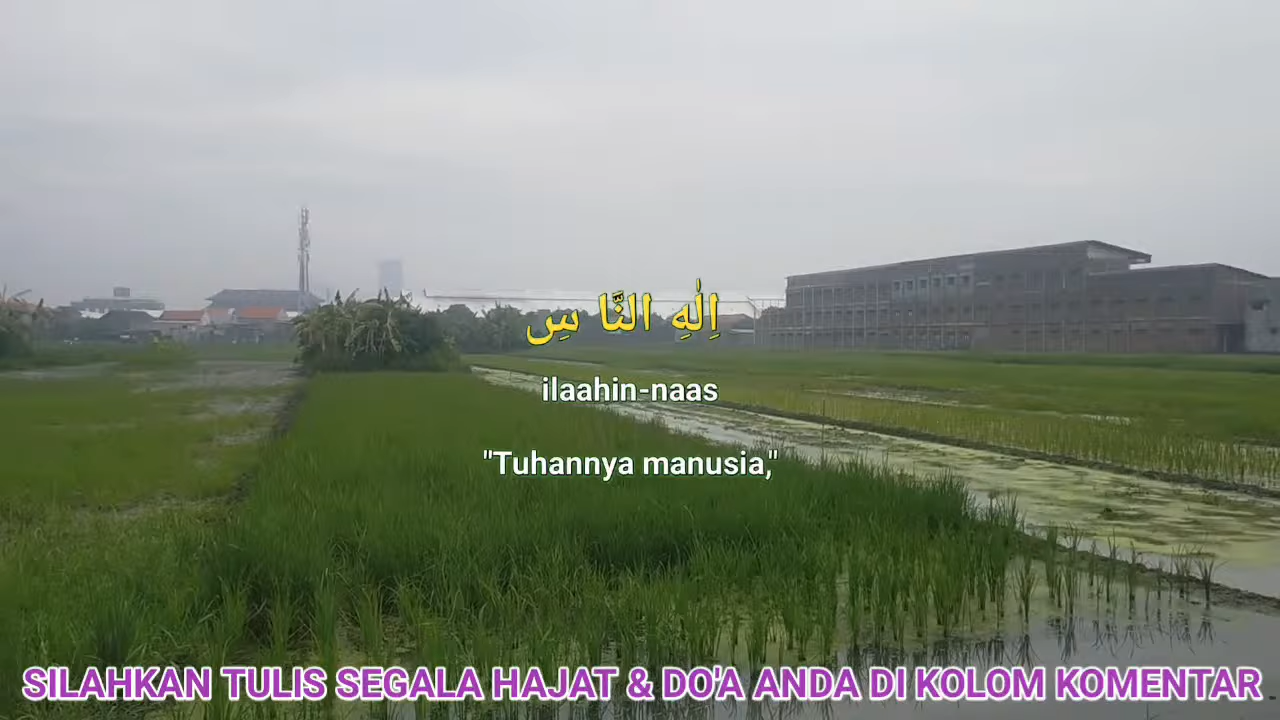 اِلٰهِ النَّا سِ
ilaahin-naas
"Tuhannya manusia,"
SILAHKAN TULIS SEGALA HAJAT & DO'A ANDA DI KOLOM KOMENTAR